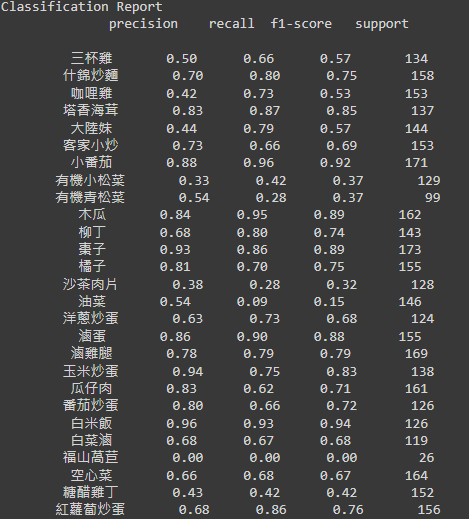 Classification Report
precision recall f1-score support
三杯雞 0.50 0.66 0.57 134
什錦炒麵 0.70 0.80 0.75 158
咖哩雞 0.42 0.73 0.53 153
塔香海茸 0.83 0.87 0.85 137
大陸妹 0.44 0.79 0.57 144
客家小炒 0.73 0.66 0.69 153
小番茄 0.88 0.96 0.92 171
有機小松菜 0.33 0.42 0.37 129
有機青松菜 0.54 0.28 0.37 99
木瓜 0.84 0.95 0.89 162
柳丁 0.68 0.80 0.74 143
棗子 0.93 0.86 0.89 173
橘子 0.81 0.70 0.75 155
沙茶肉片 0.38 0.28 0.32 128
油菜 0.54 0.09 0.15 146
洋蔥炒蛋 0.63 0.73 0.68 124
滷蛋 0.86 0.90 0.88 155
滷雞腿 0.78 0.79 0.79 169
玉米炒蛋 0.94 0.75 0.83 138
瓜仔肉 0.83 0.62 0.71 161
番茄炒蛋 0.80 0.66 0.72 126
白米飯 0.96 0.93 0.94 126
白菜滷 0.68 0.67 0.68 119
福山萵苣 0.00 0.00 0.00 26
空心菜 0.66 0.68 0.67 164
糖醋雞丁 0.43 0.42 0.42 152
紅蘿蔔炒蛋 0.68 0.86 0.76 156